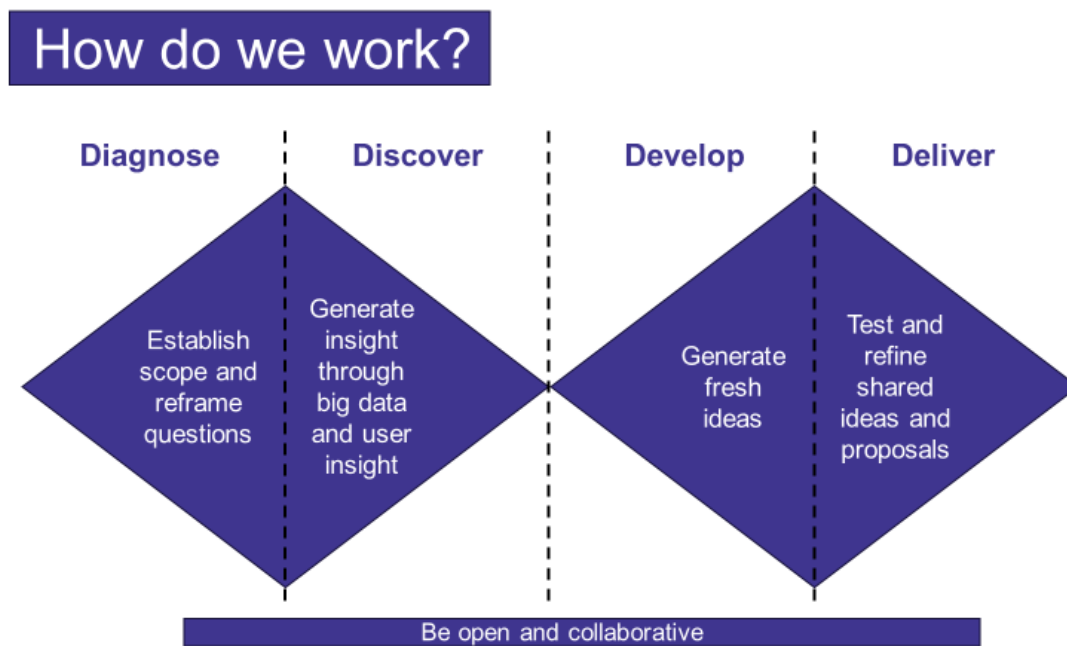 How do we work?
Diagnose
Discover
Develop
Deliver
Establish
scope and
reframe
questions
Generate
insight
through
big data
and user
insight
Generate
fresh
ideas
Test and
refine
shared
ideas and
proposals
Be open and collaborative